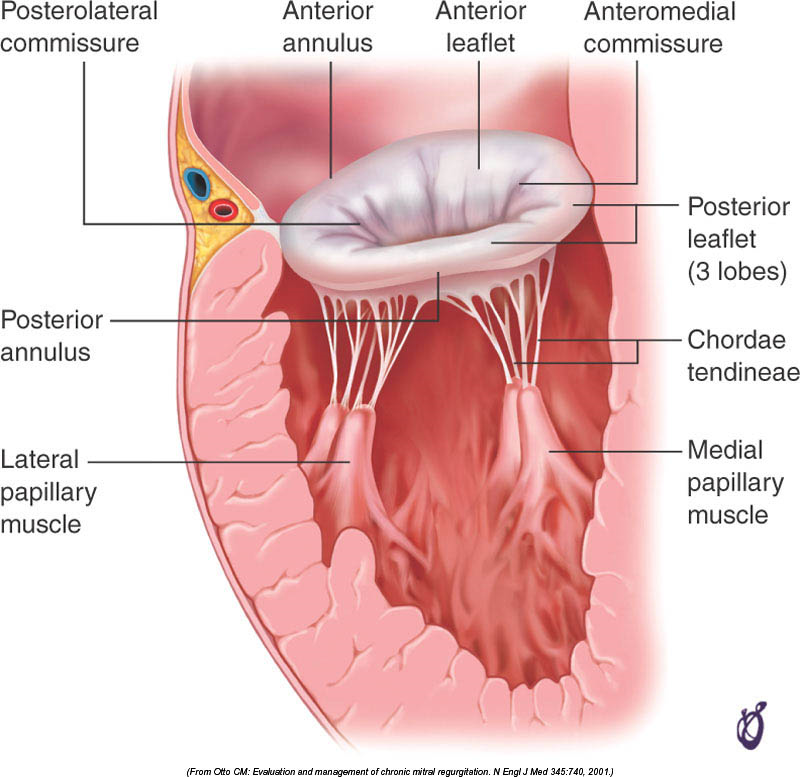 Posterolateral
commissure
Anterior
annulus
Anterior
leaflet
Anteromedial
commissure
Posterior
leaflet
(3 lobes)
Posterior
annulus
Chordae
tendineae
Lateral
papillary
muscle
Medial
papillary
muscle
(From Otto CM: Evaluation and management of chronic mitral regurgitation. N Engl J Med 345:740, 2001.)